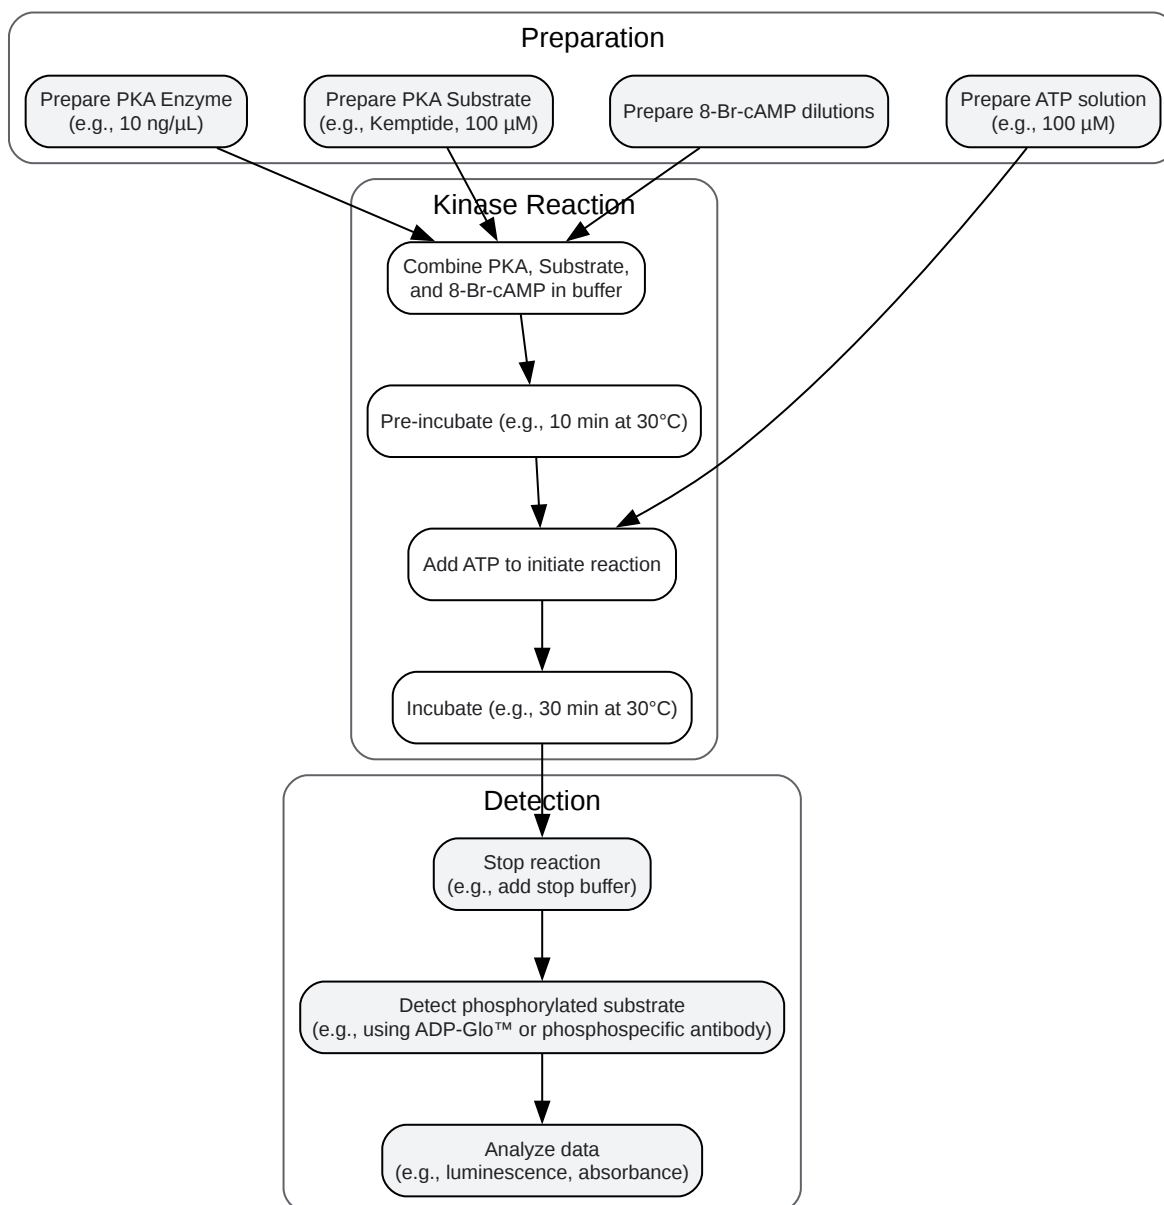 Preparation
Prepare PKA Enzyme
(e.g., 10 ng/µL)
Prepare PKA Substrate
(e.g., Kemptide, 100 µM)
Prepare 8-Br-cAMP dilutions
Prepare ATP solution
(e.g., 100 µM)
Kinase Reaction
Combine PKA, Substrate,
and 8-Br-cAMP in buffer
Pre-incubate (e.g., 10 min at 30°C)
Add ATP to initiate reaction
Incubate (e.g., 30 min at 30°C)
Detection
Stop reaction
(e.g., add stop buffer)
Detect phosphorylated substrate
(e.g., using ADP-Glo™ or phosphospecific antibody)
Analyze data
(e.g., luminescence, absorbance)